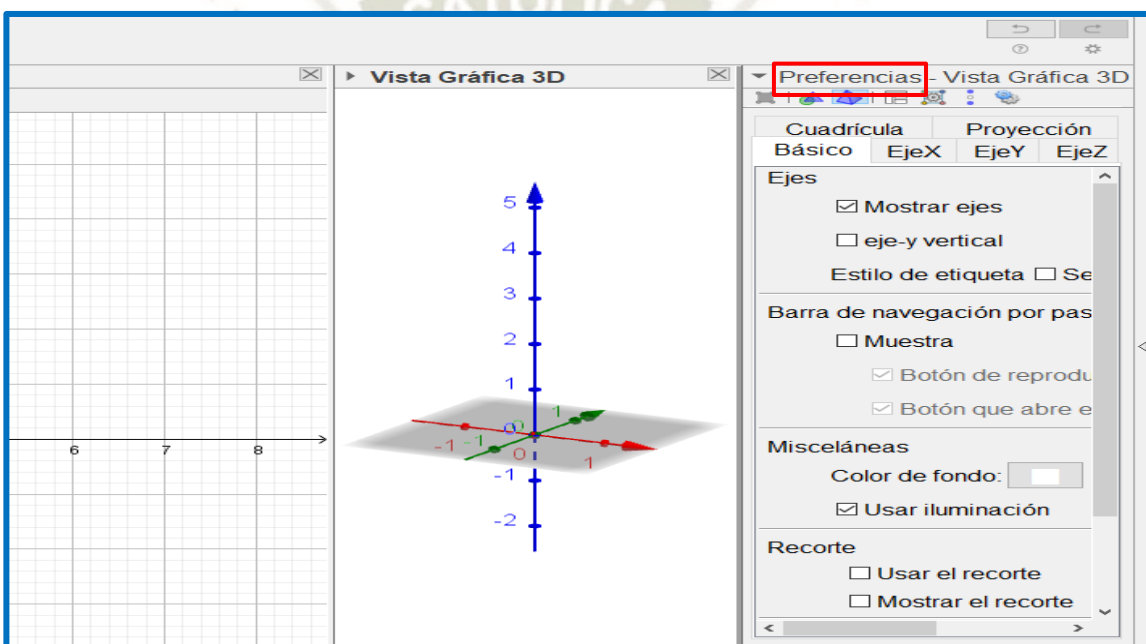 Vista Gráfica 3D
Preferencias - Vista Gráfica 3D
Cuadrícula Proyección
Básico EjeX EjeY EjeZ
Ejes
Mostrar ejes
eje-y vertical
Estilo de etiqueta Se
Barra de navegación por pas
Muestra
Botón de reprodu
Botón que abre e
Misceláneas
Color de fondo:
Usar iluminación
Recorte
Usar el recorte
Mostrar el recorte
5
4
3
2
1
0 0 1
-1 -1 0 1
-1
-2
6 7 8